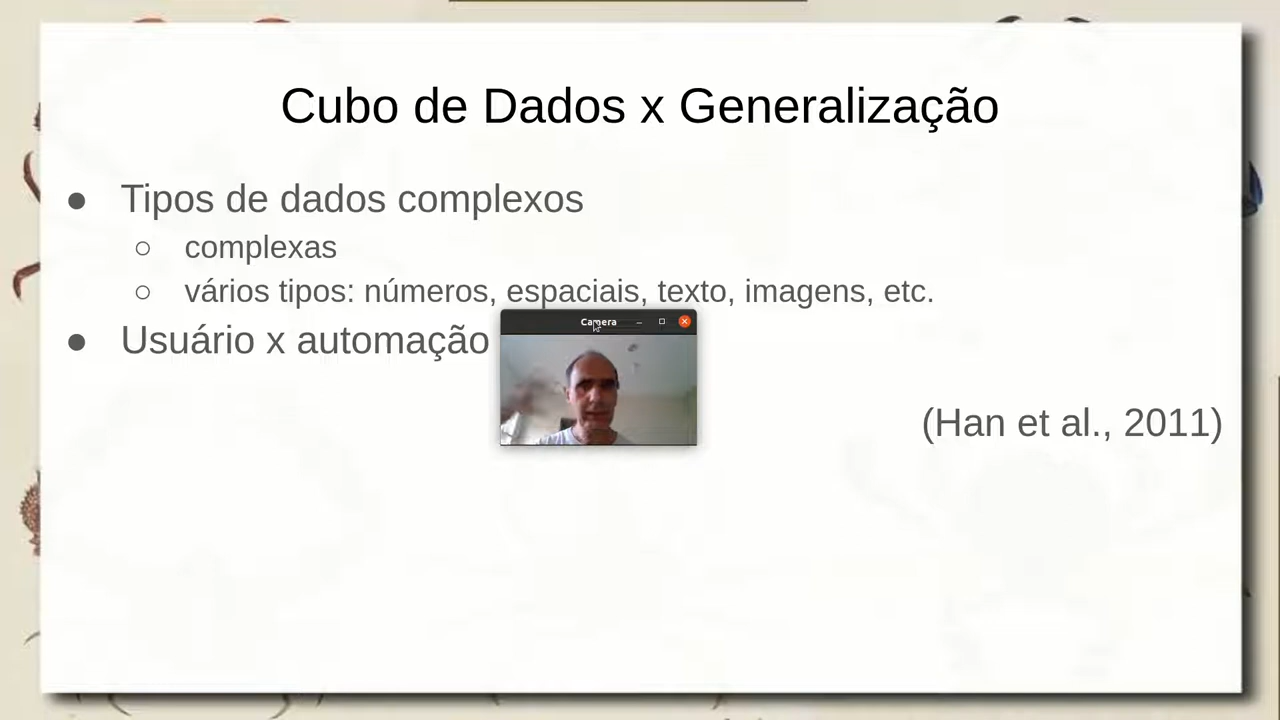 Cubo de Dados x Generalização
● Tipos de dados complexos
○ complexas
○ vários tipos: números, espaciais, texto, imagens, etc.
● Usuário x automação
Camera
(Han et al., 2011)